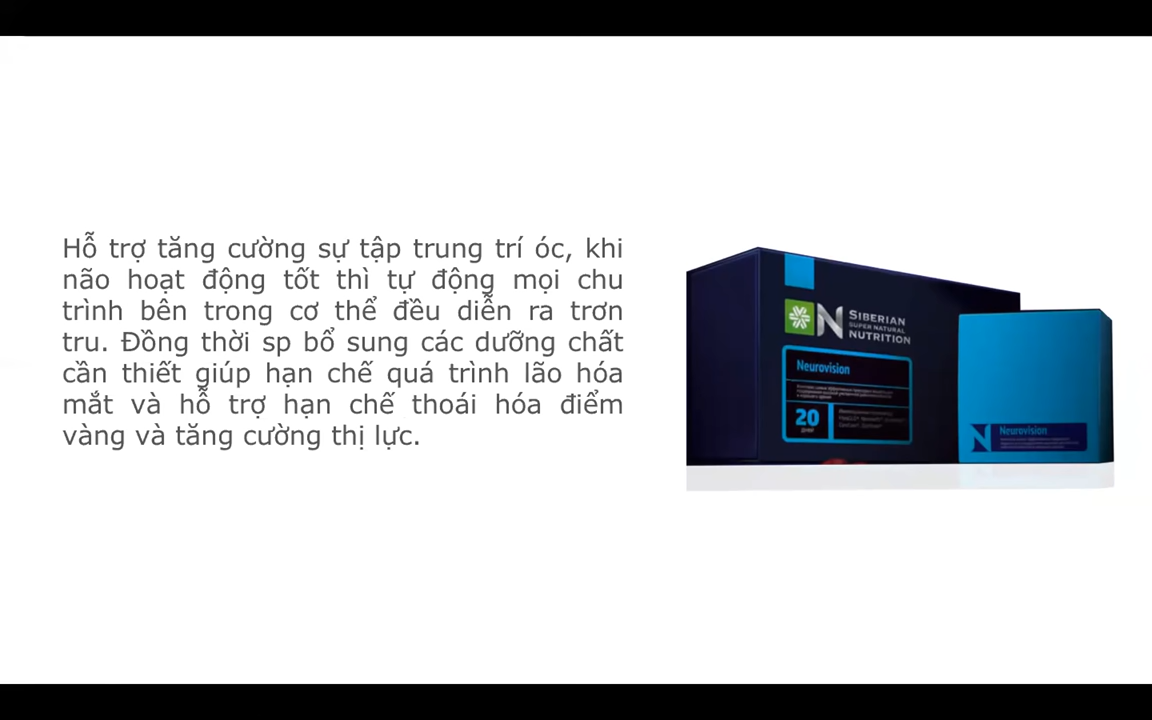 Hỗ trợ tăng cường sự tập trung trí óc, khi
não hoạt động tốt thì tự động mọi chu
trình bên trong cơ thể đều diễn ra trơn
tru. Đồng thời sp bổ sung các dưỡng chất
cần thiết giúp hạn chế quá trình lão hóa
mắt và hỗ trợ hạn chế thoái hóa điểm
vàng và tăng cường thị lực.
N SIBERIAN
SUPER NATURAL
NUTRITION
Neurovision
20
N Neurovision